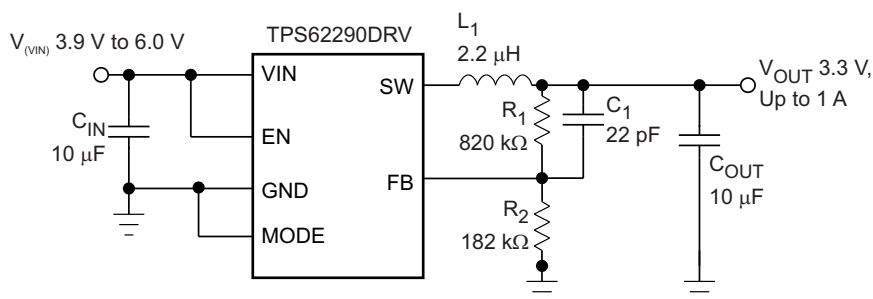 TPS62290DRV
V(VIN) 3.9 V to 6.0 V
CIN
10 μF
VIN
EN
GND
MODE
SW
FB
L1
2.2 μH
R1
820 kΩ
C1
22 pF
R2
182 kΩ
VOUT 3.3 V,
Up to 1 A
COUT
10 μF